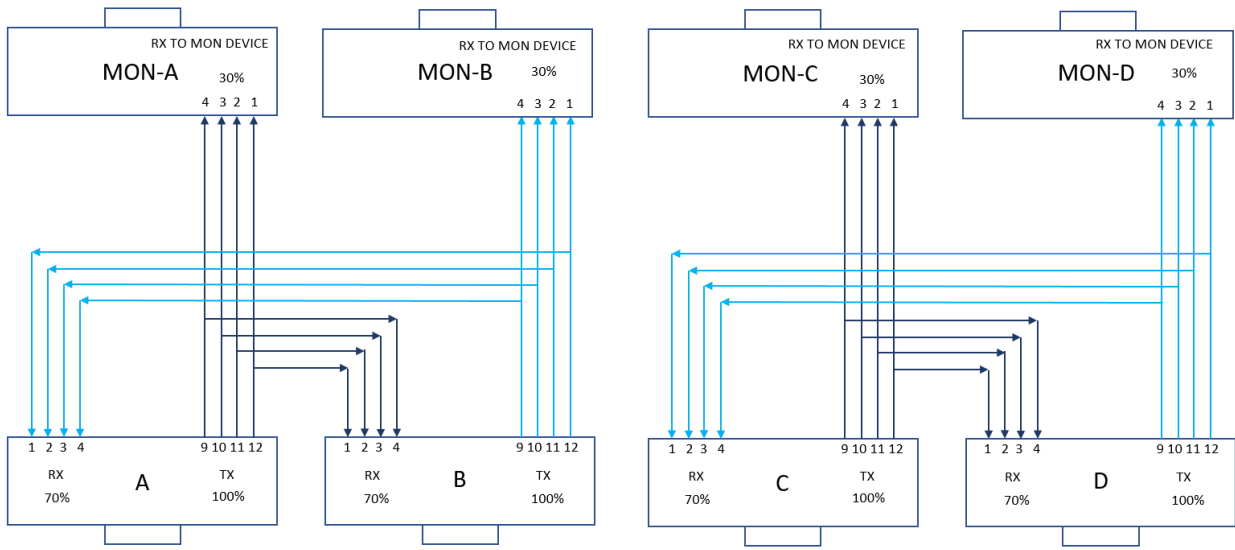 RX TO MON DEVICE
MON-A
30%
4 3 2 1
RX TO MON DEVICE
MON-B
30%
4 3 2 1
RX TO MON DEVICE
MON-C
30%
4 3 2 1
RX TO MON DEVICE
MON-D
30%
4 3 2 1
1 2 3 4
9 10 11 12
RX
A
TX
70%
100%
1 2 3 4
9 10 11 12
RX
B
TX
70%
100%
1 2 3 4
9 10 11 12
RX
C
TX
70%
100%
1 2 3 4
9 10 11 12
RX
D
TX
70%
100%